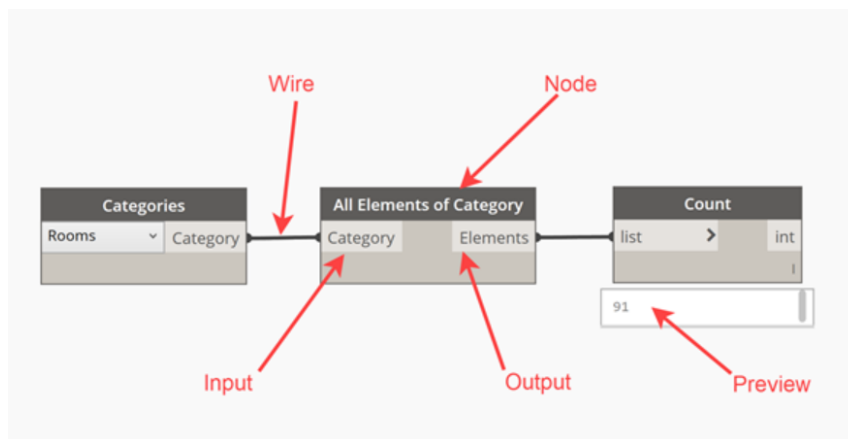 Wire
Node
Categories
All Elements of Category
Count
Rooms
Category
Category
Elements
list
int
l
91
Input
Output
Preview